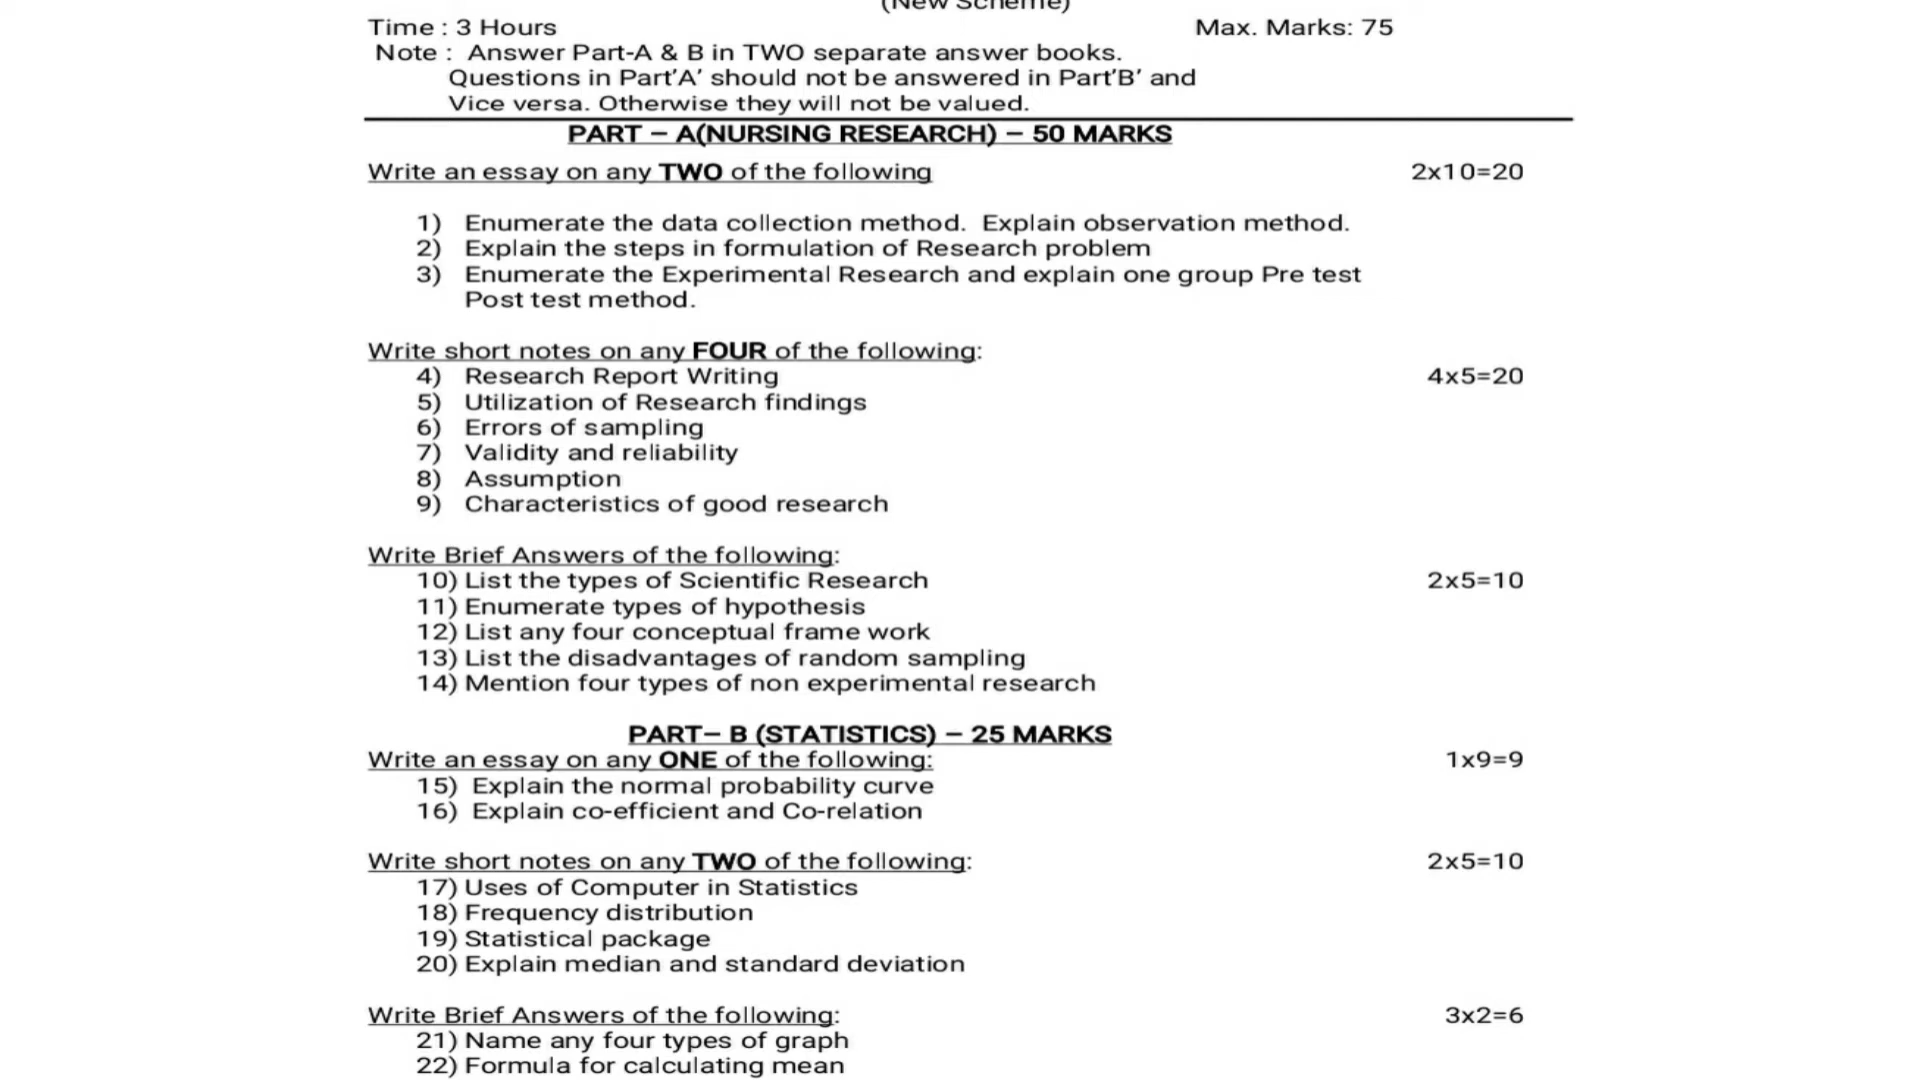 (New Scheme)
Time : 3 Hours Max. Marks: 75
Note : Answer Part-A & B in TWO separate answer books.
Questions in Part'A' should not be answered in Part'B' and
Vice versa. Otherwise they will not be valued.
PART – A(NURSING RESEARCH) – 50 MARKS
Write an essay on any TWO of the following 2x10=20
1) Enumerate the data collection method. Explain observation method.
2) Explain the steps in formulation of Research problem
3) Enumerate the Experimental Research and explain one group Pre test
Post test method.
Write short notes on any FOUR of the following:
4) Research Report Writing 4x5=20
5) Utilization of Research findings
6) Errors of sampling
7) Validity and reliability
8) Assumption
9) Characteristics of good research
Write Brief Answers of the following:
10) List the types of Scientific Research 2x5=10
11) Enumerate types of hypothesis
12) List any four conceptual frame work
13) List the disadvantages of random sampling
14) Mention four types of non experimental research
PART– B (STATISTICS) – 25 MARKS
Write an essay on any ONE of the following: 1x9=9
15) Explain the normal probability curve
16) Explain co-efficient and Co-relation
Write short notes on any TWO of the following: 2x5=10
17) Uses of Computer in Statistics
18) Frequency distribution
19) Statistical package
20) Explain median and standard deviation
Write Brief Answers of the following: 3x2=6
21) Name any four types of graph
22) Formula for calculating mean